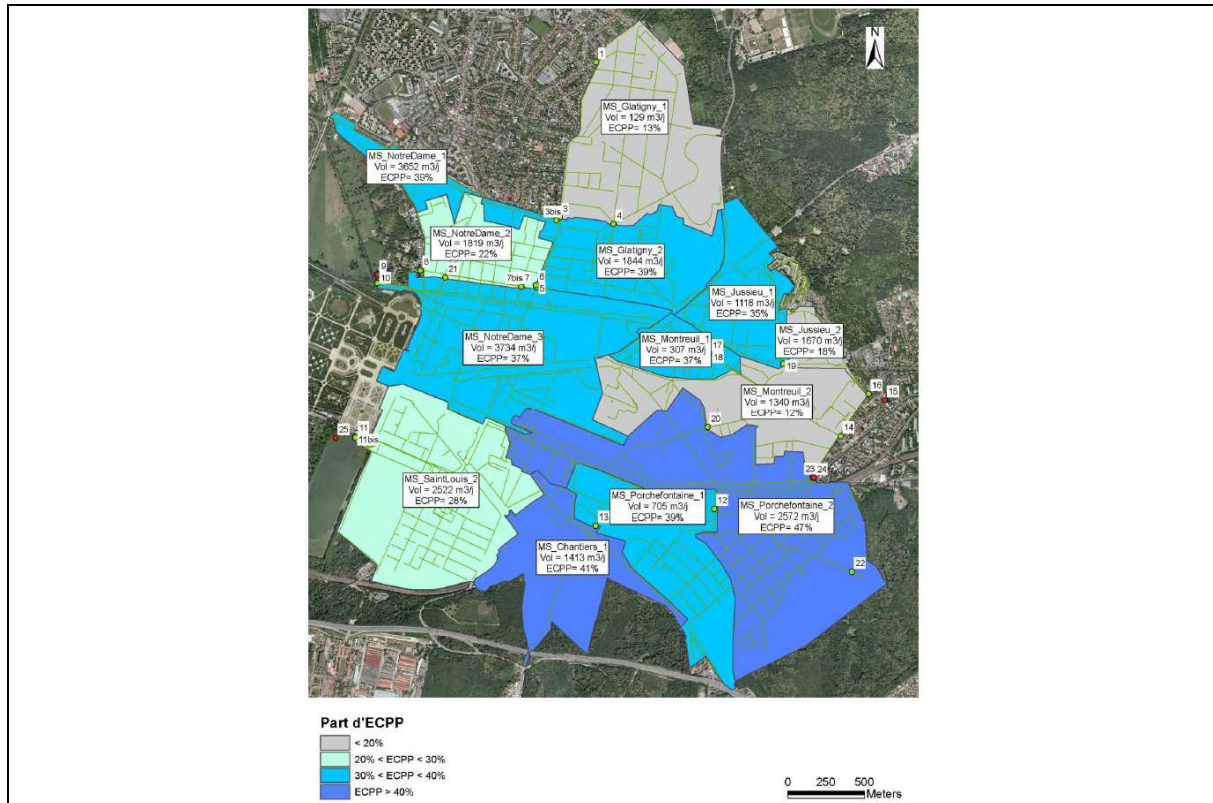 N
1
MS_Glatigny_1
Vol = 129 m3/j
ECPP= 13%
MS_NotreDame_1
Vol = 3652 m3/j
ECPP= 39%
3bis
3
4
MS_NotreDame_2
Vol = 1819 m3/j
ECPP= 22%
MS_Glatigny_2
Vol = 1844 m3/j
ECPP= 39%
9
10
8
21
7bis
7
6
5
MS_Jussieu_1
Vol = 1118 m3/j
ECPP= 35%
MS_NotreDame_3
Vol = 3734 m3/j
ECPP= 37%
MS_Montreuil_1
Vol = 307 m3/j
ECPP= 37%
17
18
MS_Jussieu_2
Vol = 1670 m3/j
ECPP= 18%
19
MS_Montreuil_2
Vol = 1340 m3/j
ECPP= 12%
16
15
20
14
25
11
11bis
23
24
MS_SaintLouis_2
Vol = 2522 m3/j
ECPP= 28%
MS_Porchefontaine_1
Vol = 705 m3/j
ECPP= 39%
12
MS_Porchefontaine_2
Vol = 2572 m3/j
ECPP= 47%
13
MS_Chantiers_1
Vol = 1413 m3/j
ECPP= 41%
22
Part d'ECPP
< 20%
20% < ECPP < 30%
30% < ECPP < 40%
ECPP > 40%
0 250 500
Meters